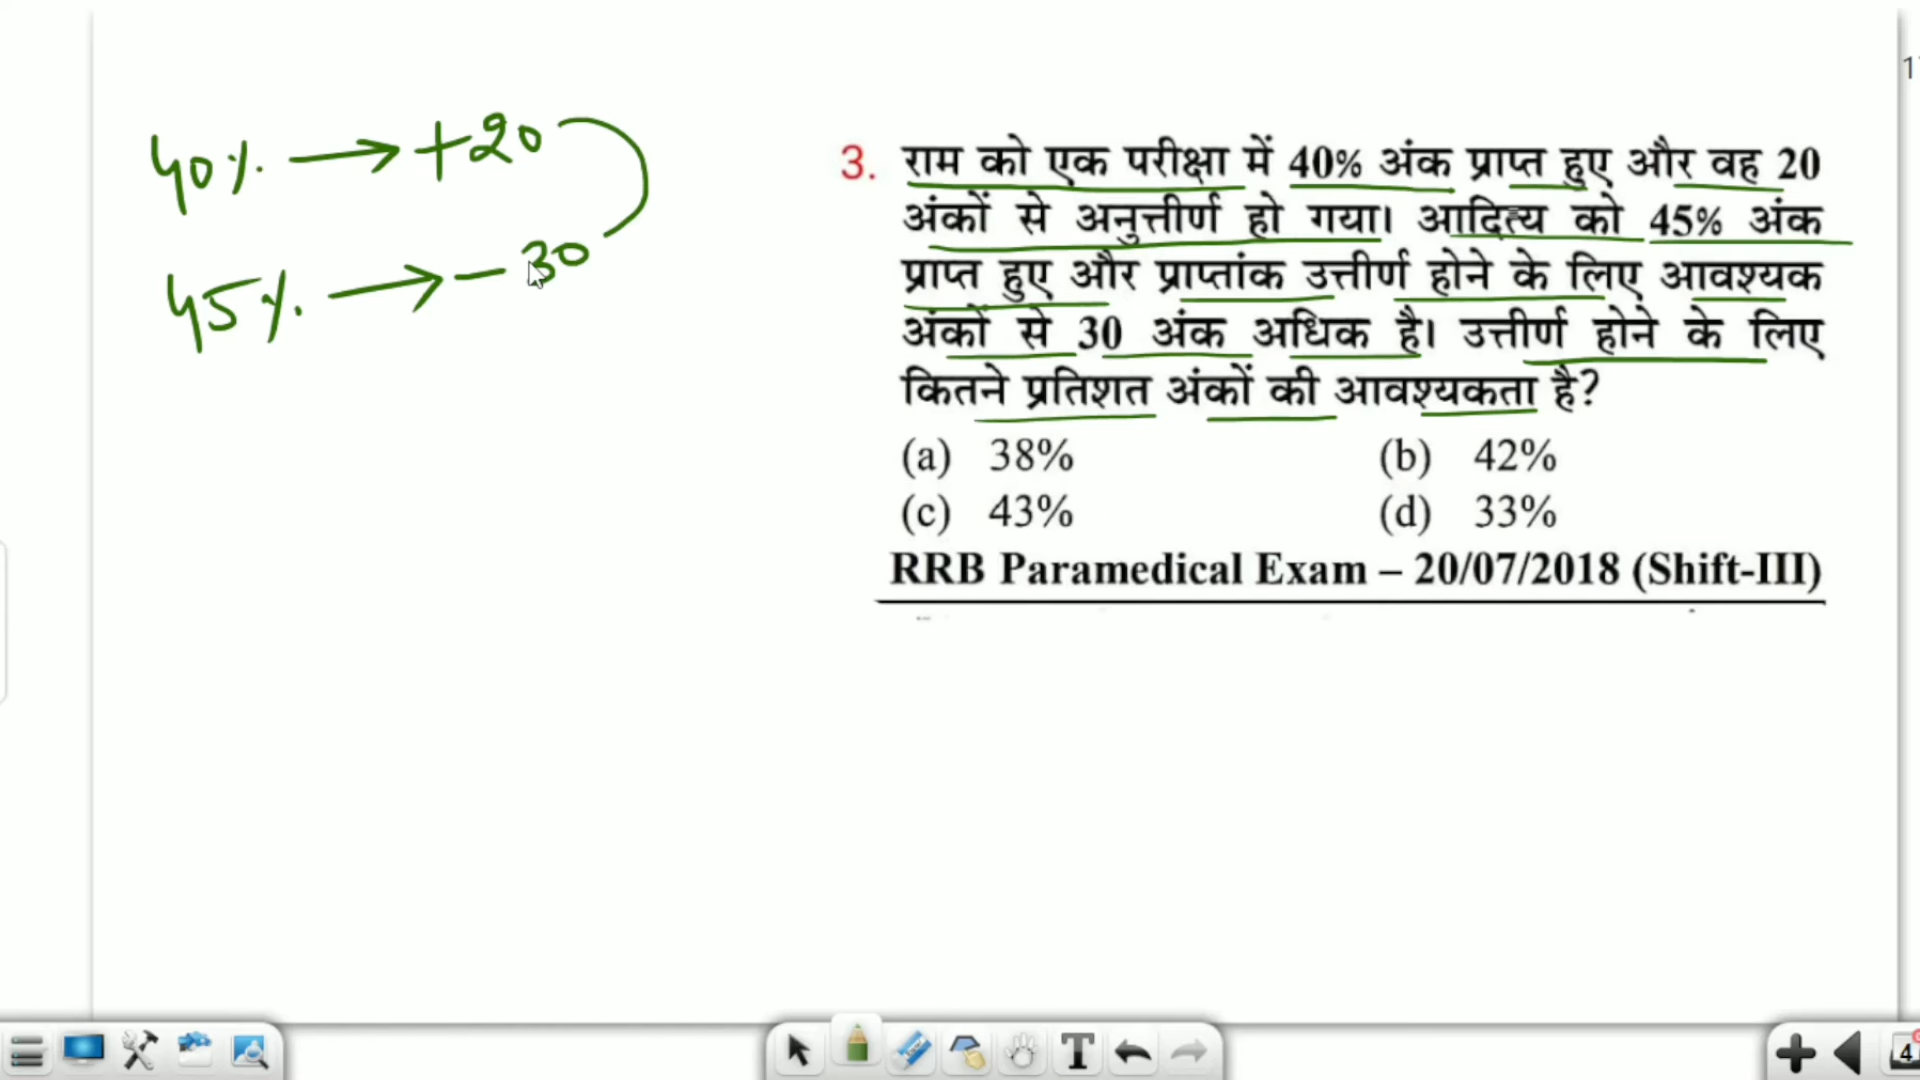 40% → +20
45% → -30
3. राम को एक परीक्षा में 40% अंक प्राप्त हुए और वह 20
अंकों से अनुत्तीर्ण हो गया। आदित्य को 45% अंक
प्राप्त हुए और प्राप्तांक उत्तीर्ण होने के लिए आवश्यक
अंकों से 30 अंक अधिक है। उत्तीर्ण होने के लिए
कितने प्रतिशत अंकों की आवश्यकता है?
(a) 38% (b) 42%
(c) 43% (d) 33%
RRB Paramedical Exam – 20/07/2018 (Shift-III)
T
4